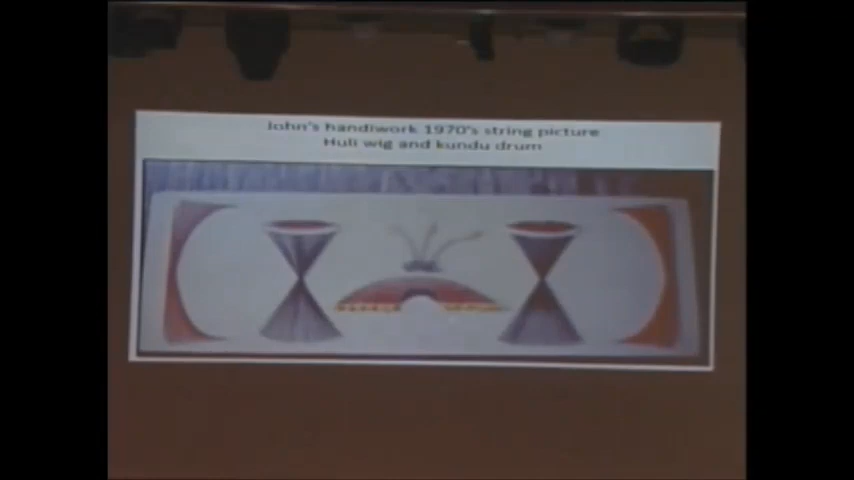 John's handiwork 1970's string picture
Huli wig and kundu drum